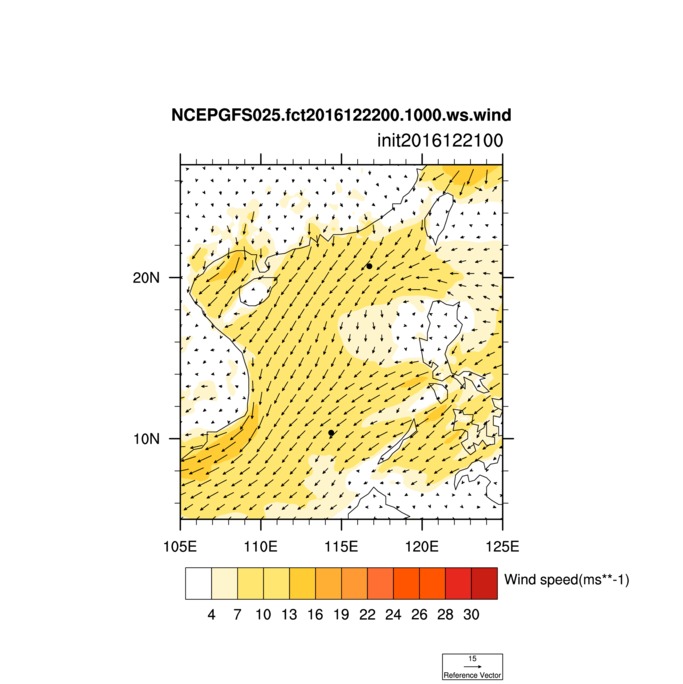 NCEPGFS025.fct2016122200.1000.ws.wind
init2016122100
20N
10N
105E 110E 115E 120E 125E
4 7 10 13 16 19 22 24 26 28 30
Wind speed(ms**-1)
15
Reference Vector